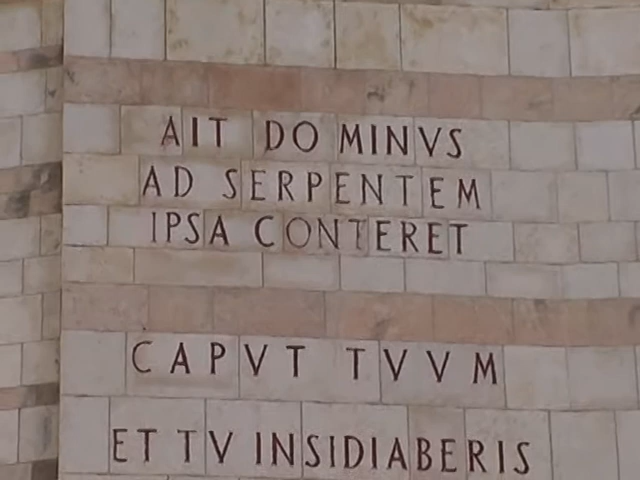 AIT DOMINVS
AD SERPENTEM
IPSA CONTERET
CAPVT TVVM
ET TV INSIDIABERIS